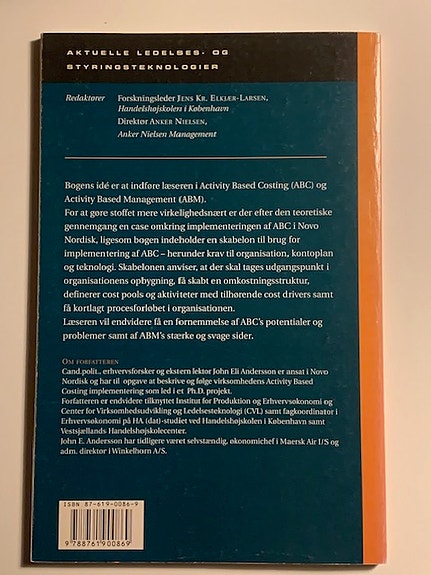 AKTUELLE LEDELSES- OG
STYRINGSTEKNOLOGIER
Redaktører Forskningsleder JENS KR. ELKJÆR-LARSEN,
Handelshøjskolen i København
Direktør ANKER NIELSEN,
Anker Nielsen Management
Bogens idé er at indføre læseren i Activity Based Costing (ABC) og
Activity Based Management (ABM).
For at gøre stoffet mere virkelighedsnært er der efter den teoretiske
gennemgang en case omkring implementeringen af ABC i Novo
Nordisk, ligesom bogen indeholder en skabelon til brug for
implementering af ABC – herunder krav til organisation, kontoplan
og teknologi. Skabelonen anviser, at der skal tages udgangspunkt i
organisationens opbygning, få skabt en omkostningsstruktur,
definerer cost pools og aktiviteter med tilhørende cost drivers samt
få kortlagt procesforløbet i organisationen.
Læseren vil endvidere få en fornemmelse af ABC's potentialer og
problemer samt af ABM's stærke og svage sider.
OM FORFATTEREN
Cand.polit., erhvervsforsker og ekstern lektor John Eli Andersson er ansat i Novo
Nordisk og har til opgave at beskrive og følge virksomhedens Activity Based
Costing implementering som led i et Ph.D. projekt.
Forfatteren er endvidere tilknyttet Institut for Produktion og Erhvervsøkonomi og
Center for Virksomhedsudvikling og Ledelsesteknologi (CVL) samt fagkoordinator i
Erhvervsøkonomi på HA (dat)-studiet ved Handelshøjskolen i København samt
Vestsjællands Handelshøjskolecenter.
John E. Andersson har tidligere været selvstændig, økonomichef i Maersk Air I/S og
adm. direktør i Winkelhorn A/S.
ISBN 87-619-0086-9
9 788761 900869